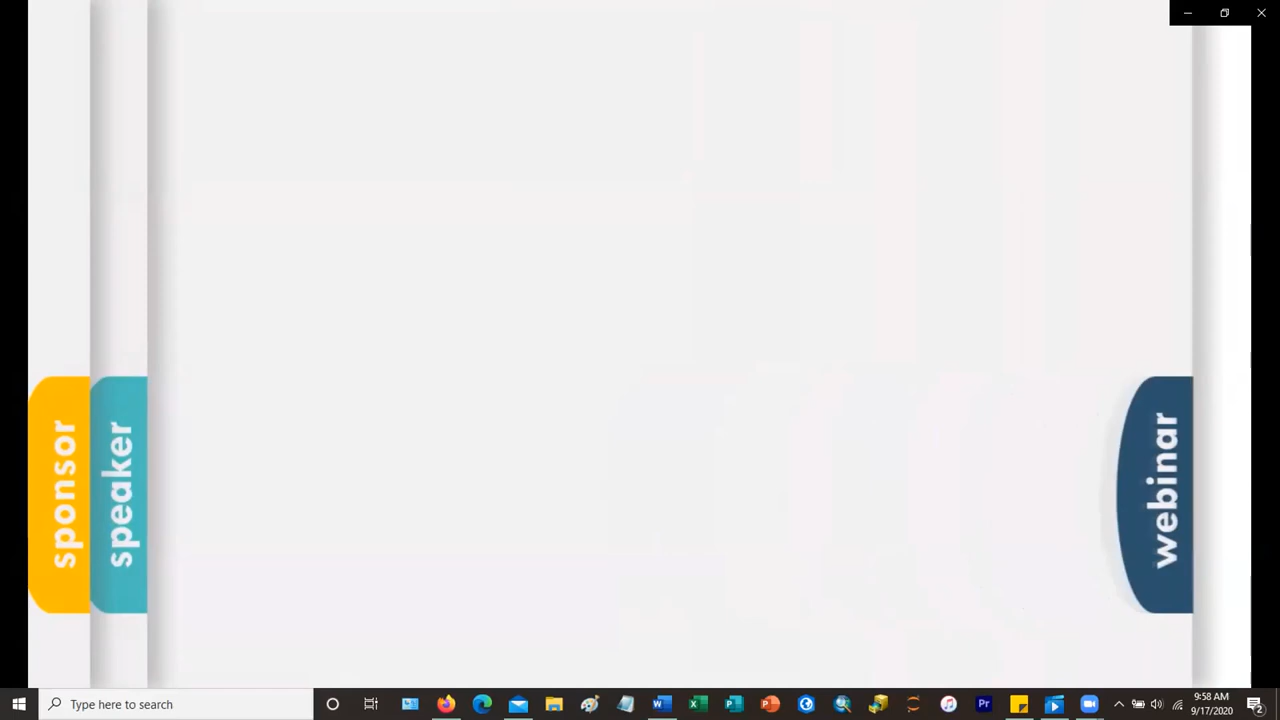 sponsor
speaker
webinar
Type here to search
9:58 AM
9/17/2020